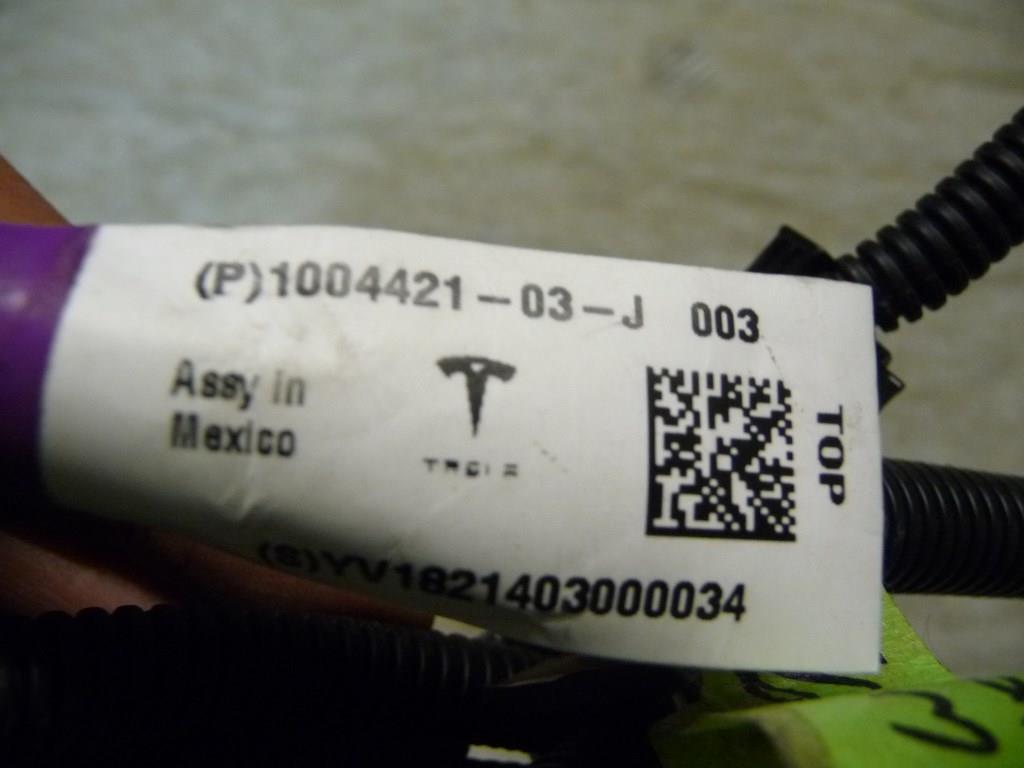 (P)1004421-03-J 003
Assy in
Mexico
TOP
(S)YV1821403000034